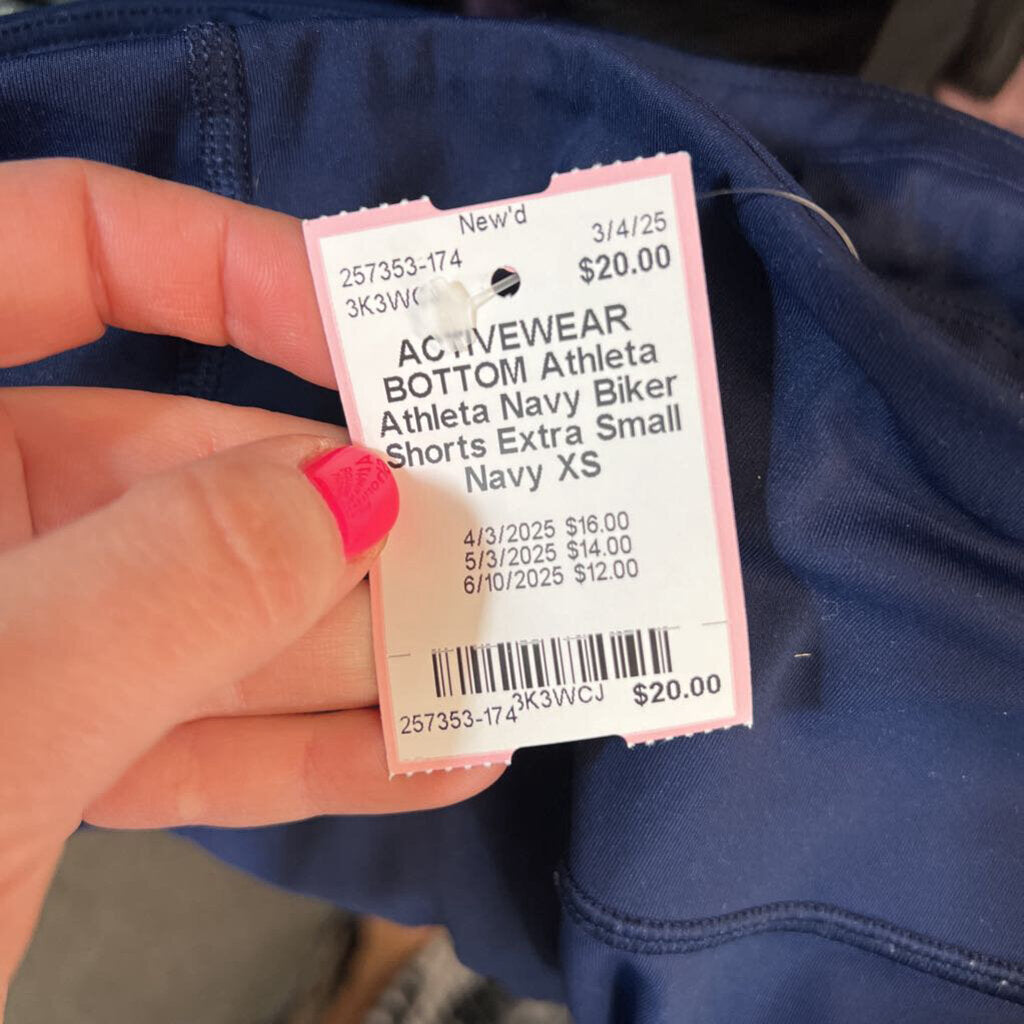 New'd
257353-174 3/4/25
3K3WC $20.00
ACTIVEWEAR
BOTTOM Athleta
Athleta Navy Biker
Shorts Extra Small
Navy XS
4/3/2025 $16.00
5/3/2025 $14.00
6/10/2025 $12.00
257353-174 3K3WCJ $20.00